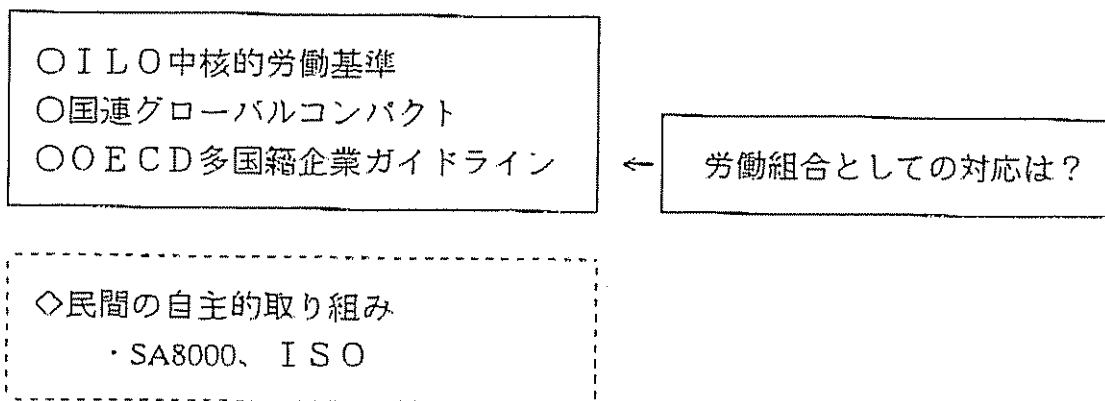 ○ＩＬＯ中核的労働基準
○国連グローバルコンパクト
○ＯＥＣＤ多国籍企業ガイドライン
← 労働組合としての対応は？
◇民間の自主的取り組み
・SA8000、ＩＳＯ